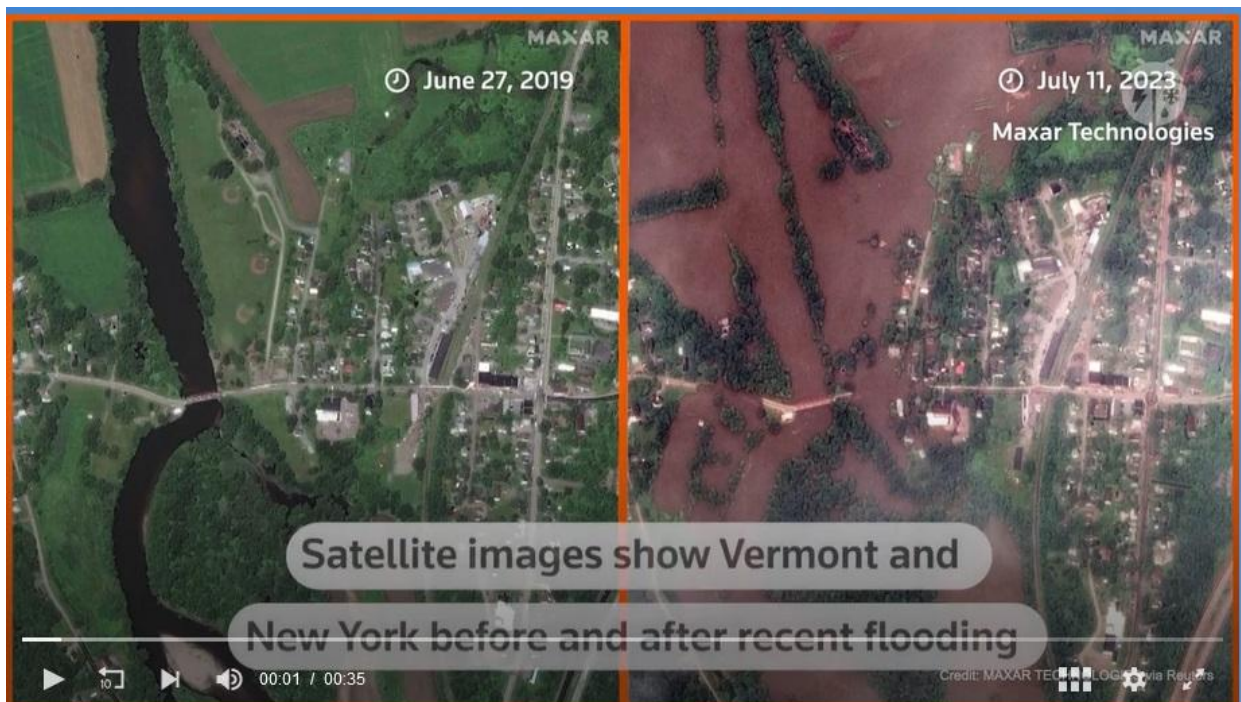 MAXAR
June 27, 2019
MAXAR
July 11, 2023
Maxar Technologies
Satellite images show Vermont and
New York before and after recent flooding
10
00:01 / 00:35
Credit: MAXAR via Reuters